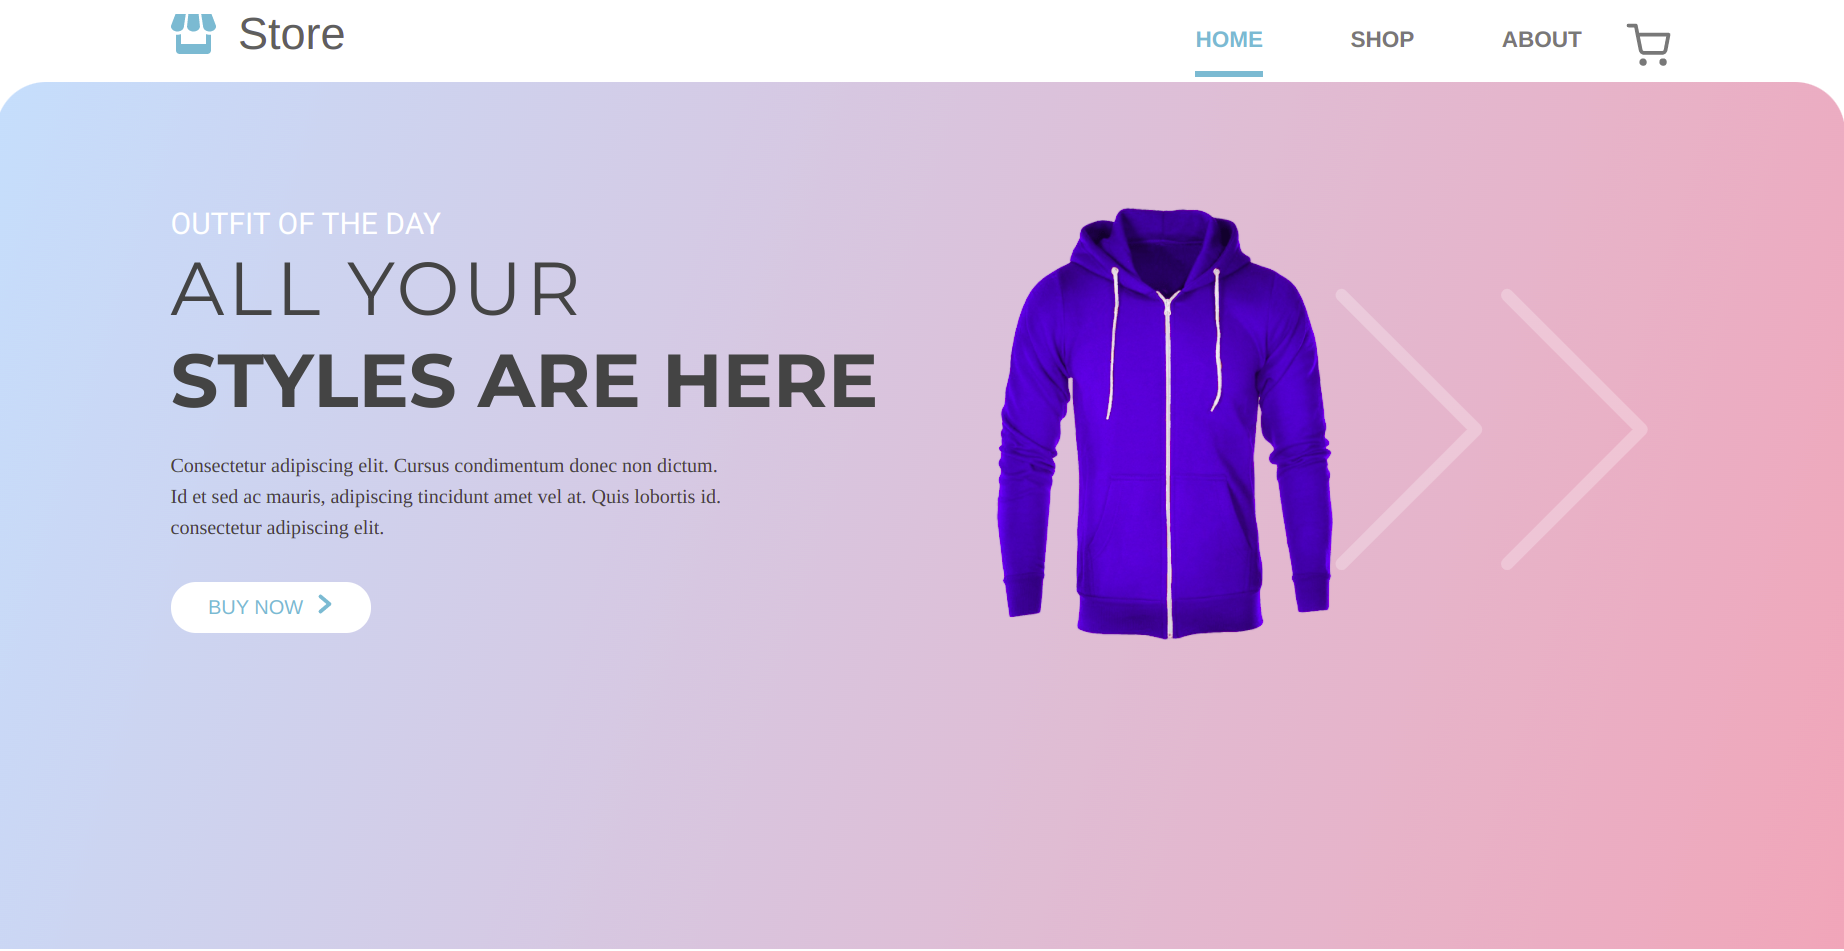 Store
HOME
SHOP
ABOUT
OUTFIT OF THE DAY
ALL YOUR
STYLES ARE HERE
Consectetur adipiscing elit. Cursus condimentum donec non dictum.
Id et sed ac mauris, adipiscing tincidunt amet vel at. Quis lobortis id.
consectetur adipiscing elit.
BUY NOW